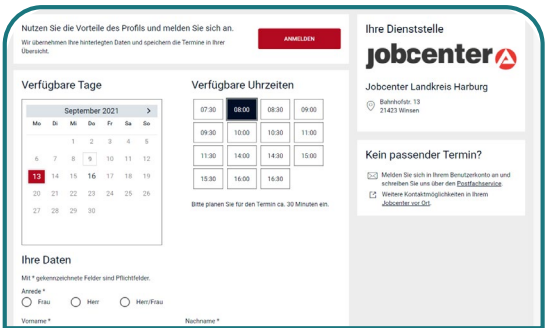 Nutzen Sie die Vorteile des Profils und melden Sie sich an.
Wir übernehmen Ihre hinterlegten Daten und speichern die Termine in Ihrer
Übersicht.
ANMELDEN
Verfügbare Tage
September 2021 >
Mo Di Mi Do Fr Sa So
1 2 3 4 5
6 7 8 9 10 11 12
13 14 15 16 17 18 19
20 21 22 23 24 25 26
27 28 29 30
Verfügbare Uhrzeiten
07:30 08:00 08:30 09:00
09:30 10:00 10:30 11:00
11:30 14:00 14:30 15:00
15:30 16:00 16:30
Bitte planen Sie für den Termin ca. 30 Minuten ein.
Ihre Daten
Mit * gekennzeichnete Felder sind Pflichtfelder.
Anrede *
Frau Herr Herr/Frau
Vorname * Nachname *
Ihre Dienststelle
jobcenter
Jobcenter Landkreis Harburg
Bahnhofstr. 13
21423 Winsen
Kein passender Termin?
Melden Sie sich in Ihrem Benutzerkonto an und
schreiben Sie uns über den Postfachservice
Weitere Kontaktmöglichkeiten in Ihrem
Jobcenter vor Ort.